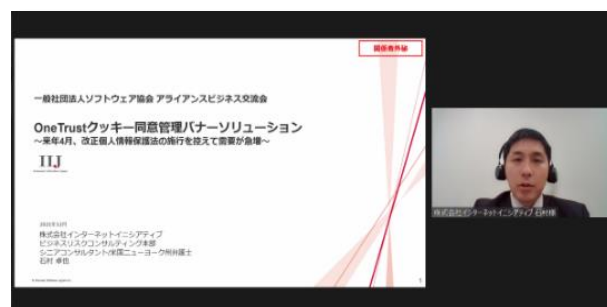 関係者外秘
一般社団法人ソフトウェア協会 アライアンスビジネス交流会
OneTrustクッキー同意管理バナーソリューション
～来年4月、改正個人情報保護法の施行を控えて需要が急増～
IIJ
株式会社インターネットイニシアティブ
ビジネスリスクコンサルティング本部
シニアコンサルタント/米国ニューヨーク州弁護士
石村 卓也
1
株式会社インターネットイニシアティブ 石村様